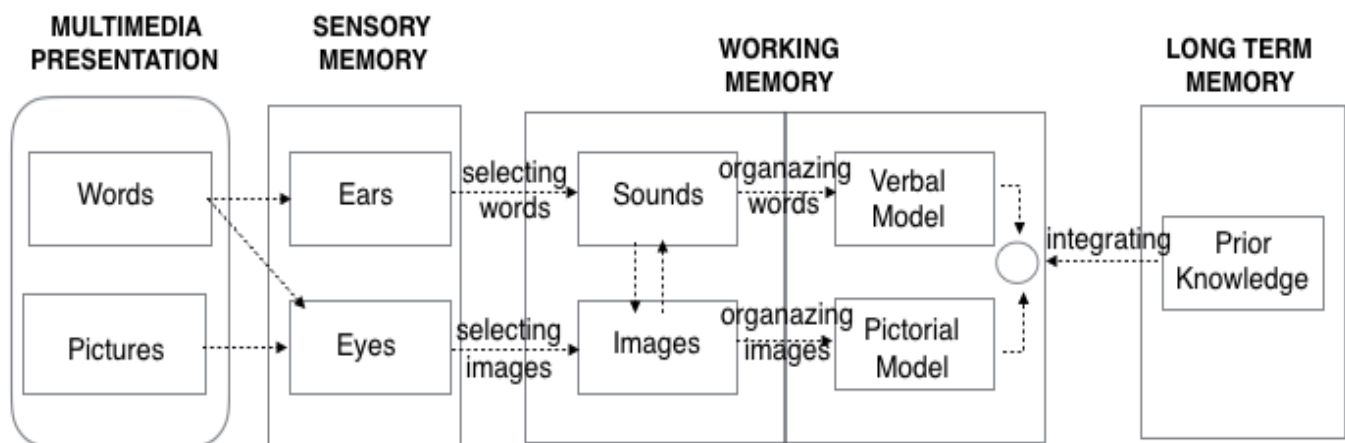 MULTIMEDIA
PRESENTATION
SENSORY
MEMORY
WORKING
MEMORY
LONG TERM
MEMORY
Words
Pictures
Ears
Eyes
selecting
words
selecting
images
Sounds
Images
organazing
words
organazing
images
Verbal
Model
Pictorial
Model
integrating
Prior
Knowledge